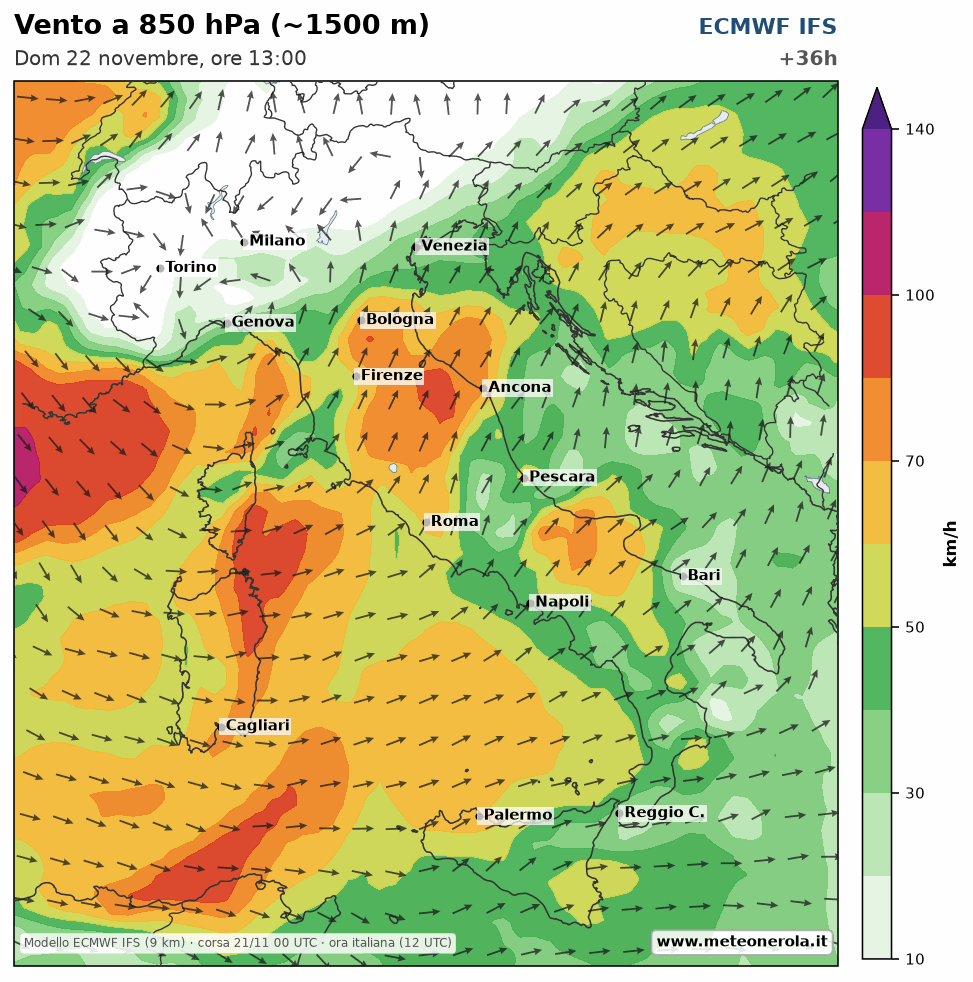 Vento a 850 hPa (~1500 m)
ECMWF IFS
Dom 22 novembre, ore 13:00
+36h
Milano
Venezia
Torino
Genova
Bologna
Firenze
Ancona
Pescara
Roma
Bari
Napoli
Cagliari
Palermo
Reggio C.
140
100
70
50
30
10
km/h
Modello ECMWF IFS (9 km) · corsa 21/11 00 UTC · ora italiana (12 UTC)
www.meteonerola.it